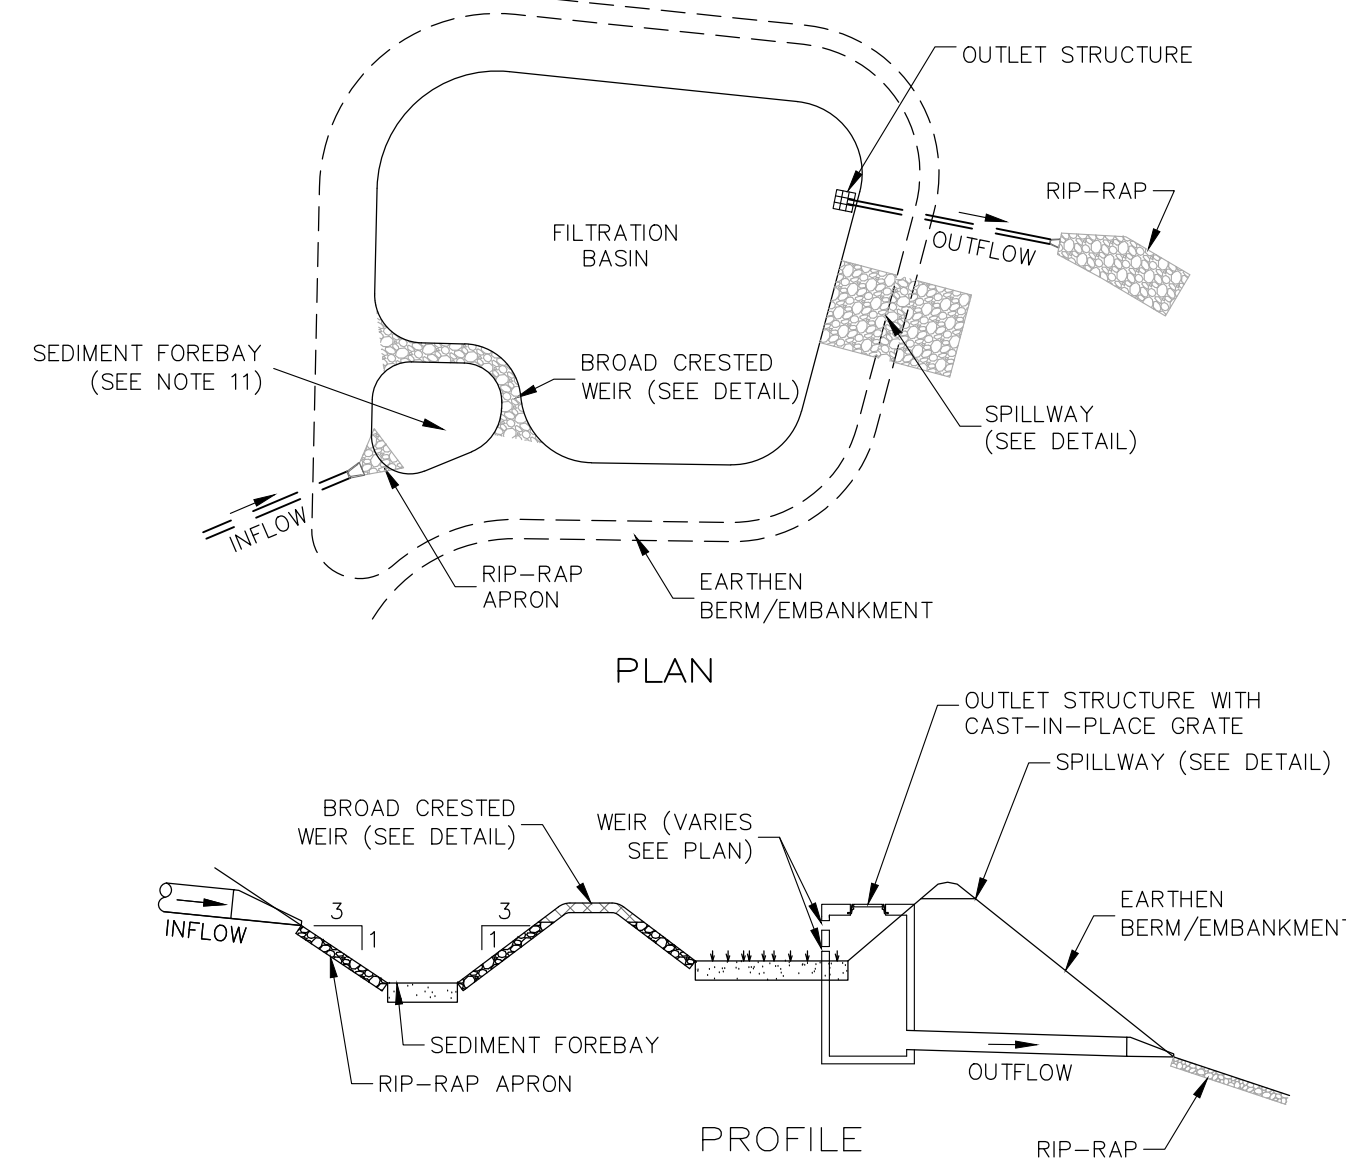 OUTLET STRUCTURE
RIP-RAP
FILTRATION
BASIN
OUTFLOW
SEDIMENT FOREBAY
(SEE NOTE 11)
BROAD CRESTED
WEIR (SEE DETAIL)
SPILLWAY
(SEE DETAIL)
INFLOW
RIP-RAP
APRON
EARTHEN
BERM/EMBANKMENT
PLAN
OUTLET STRUCTURE WITH
CAST-IN-PLACE GRATE
SPILLWAY (SEE DETAIL)
BROAD CRESTED
WEIR (SEE DETAIL)
WEIR (VARIES
SEE PLAN)
EARTHEN
BERM/EMBANKMENT
3
1
3
1
INFLOW
SEDIMENT FOREBAY
RIP-RAP APRON
OUTFLOW
PROFILE
RIP-RAP